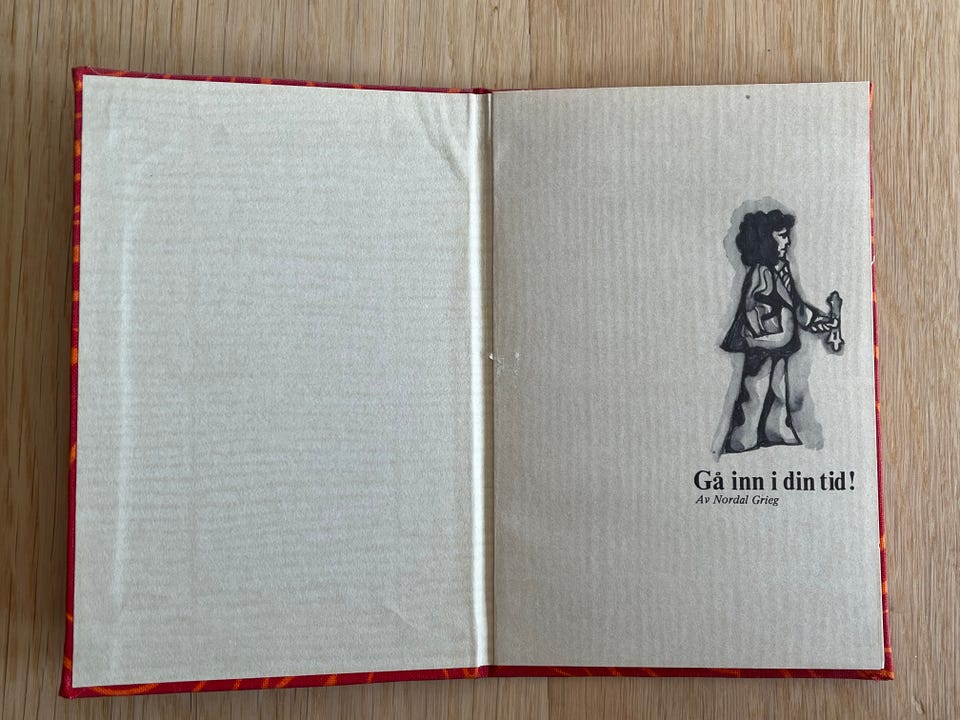 Gå inn i din tid!
Av Nordal Grieg